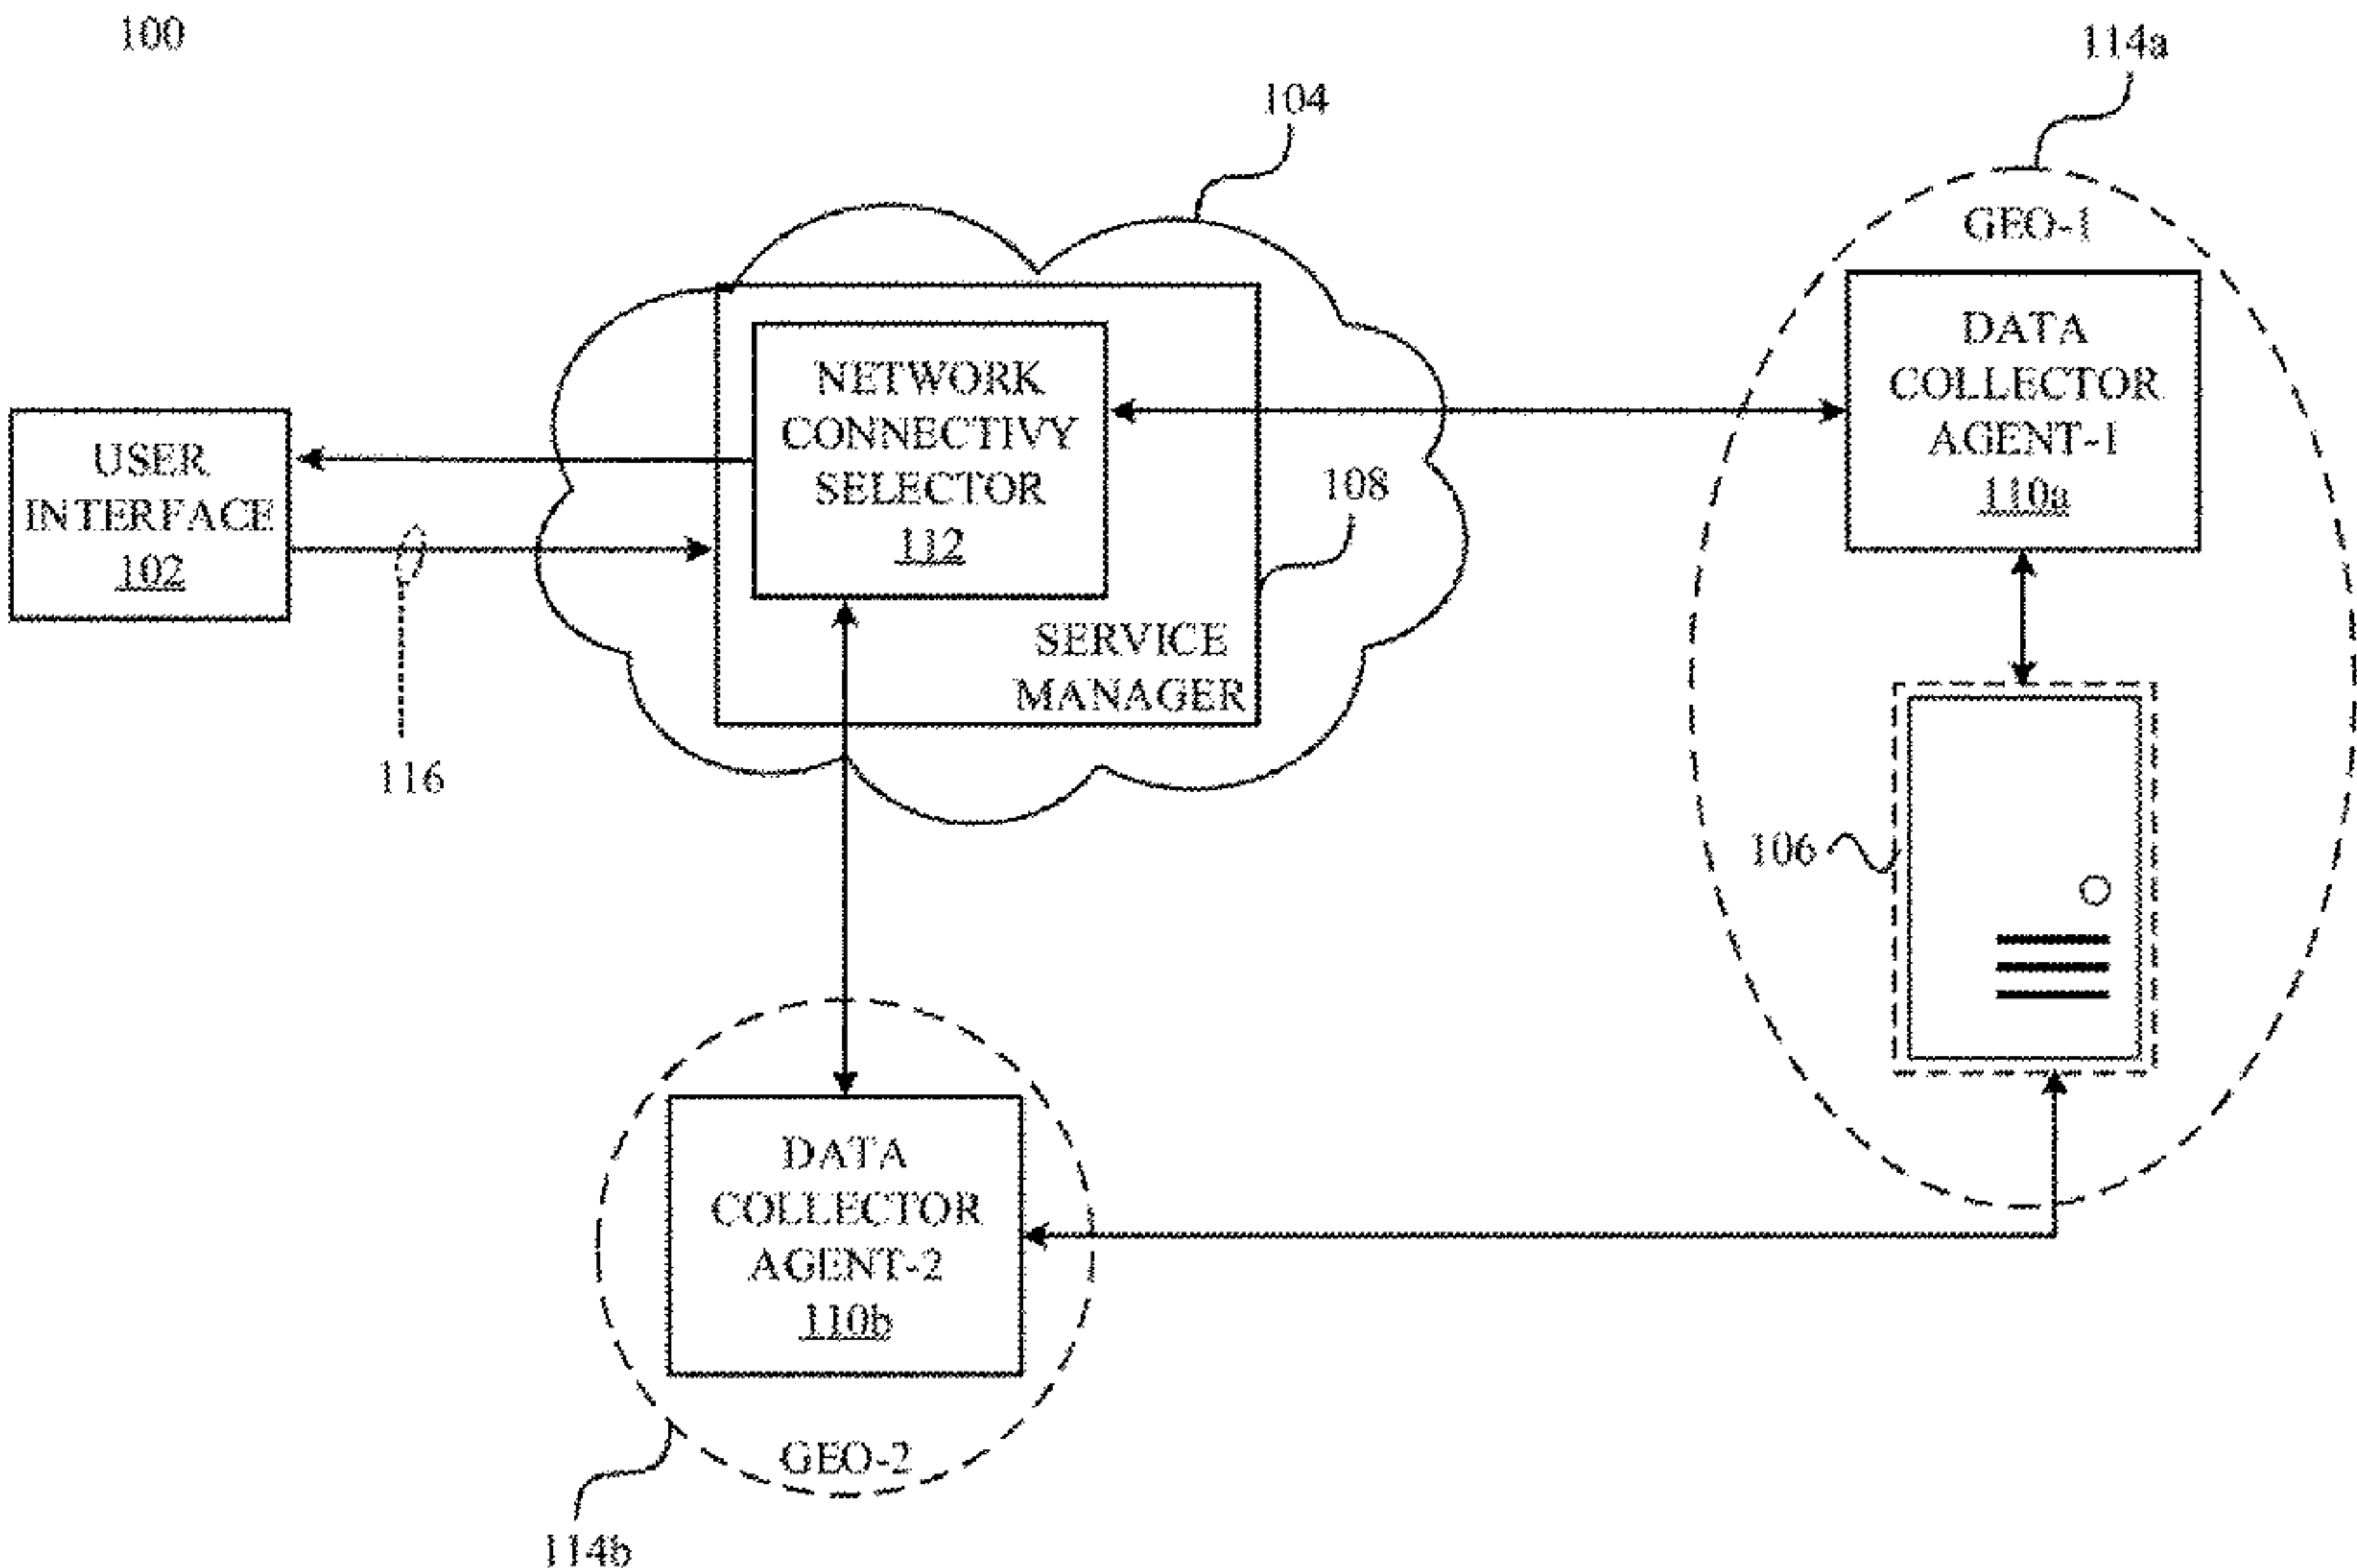 100
114a
104
GEO-1
DATA
COLLECTOR
AGENT-1
110a
NETWORK
CONNECTIVY
SELECTOR
112
USER
INTERFACE
102
108
SERVICE
MANAGER
116
106
DATA
COLLECTOR
AGENT-2
110b
GEO-2
114b